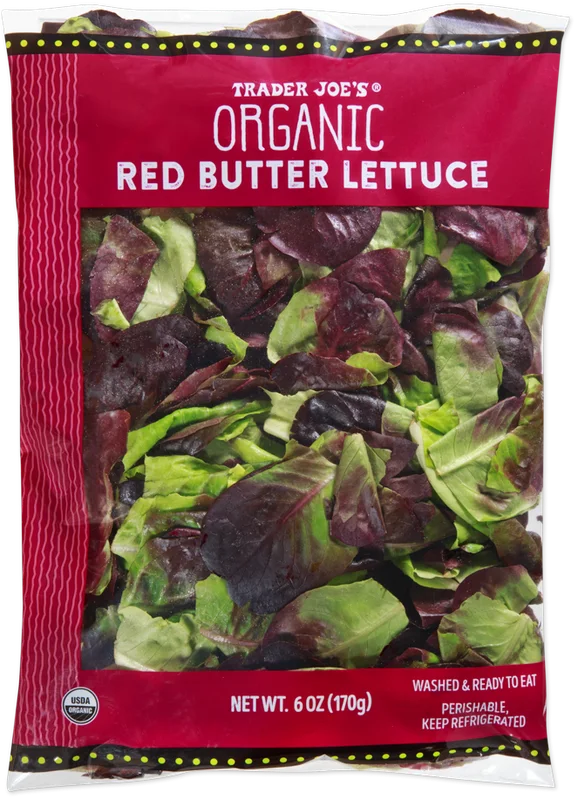 TRADER JOE'S®
ORGANIC
RED BUTTER LETTUCE
USDA
ORGANIC
NET WT. 6 OZ (170g)
WASHED & READY TO EAT
PERISHABLE,
KEEP REFRIGERATED